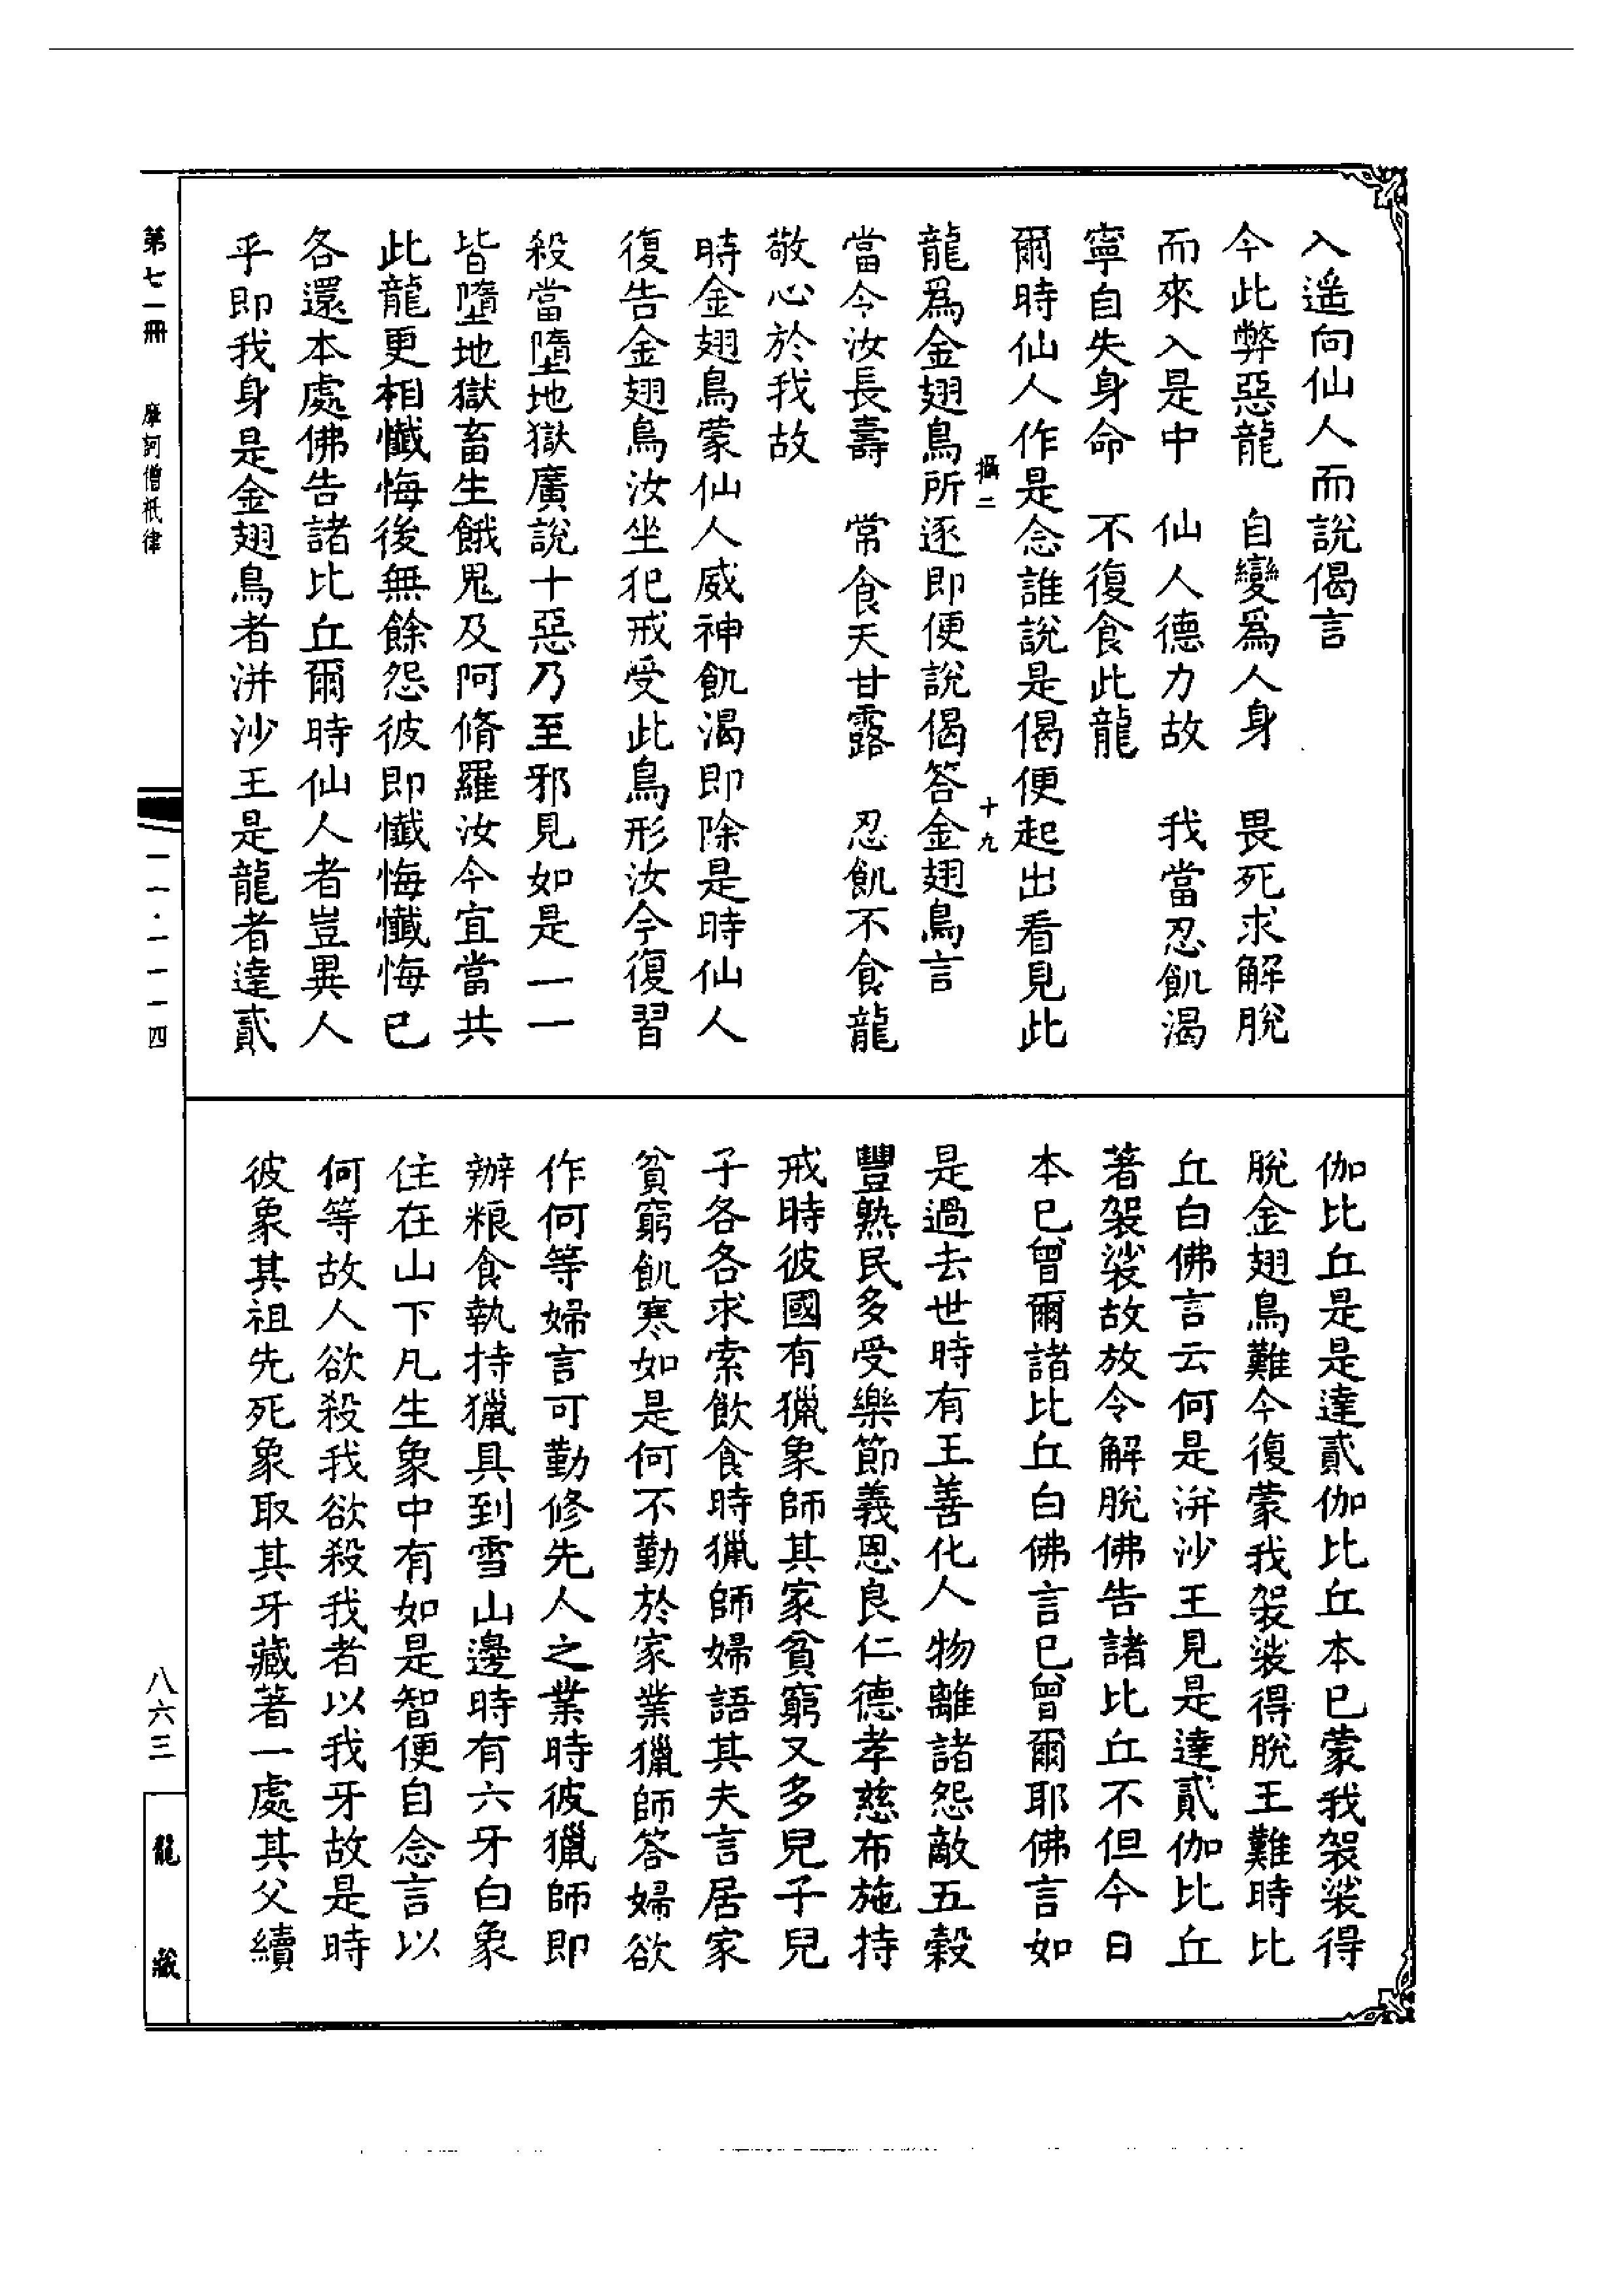 入遥向仙人而說偈言
今此弊惡龍　自變爲人身　畏死求解脫
而來入是中　仙人德力故　我當忍飢渴
寧自失身命　不復食此龍
爾時仙人作是念誰說是偈便起出看見此
攝二　十九
龍爲金翅鳥所逐即便說偈答金翅鳥言
當令汝長壽　常食天甘露　忍飢不食龍
敬心於我故
時金翅鳥蒙仙人威神飢渴即除是時仙人
復告金翅鳥汝坐犯戒受此鳥形汝今復習
殺當墮地獄廣說十惡乃至邪見如是一一
皆墮地獄畜生餓鬼及阿脩羅汝今宜當共
此龍更相懺悔後無餘怨彼即懺悔懺悔已
各還本處佛告諸比丘爾時仙人者豈異人
乎即我身是金翅鳥者洴沙王是龍者達貳
伽比丘是是達貳伽比丘本已蒙我袈裟得
脫金翅鳥難今復蒙我袈裟得脫王難時比
丘白佛言云何是洴沙王見是達貳伽比丘
著袈裟故放令解脫佛告諸比丘不但今日
本已曾爾諸比丘白佛言已曾爾耶佛言如
是過去世時有王善化人物離諸怨敵五穀
豐熟民多受樂節義恩良仁德孝慈布施持
戒時彼國有獵象師其家貧窮又多兒子兒
子各各求索飲食時獵師婦語其夫言居家
貧窮飢寒如是何不勤於家業獵師答婦欲
作何等婦言可勤修先人之業時彼獵師即
辦粮食執持獵具到雪山邊時有六牙白象
住在山下凡生象中有如是智便自念言以
何等故人欲殺我欲殺我者以我牙故是時
彼象其祖先死象取其牙藏著一處其父續
第七一冊　摩訶僧祇律
一一·一一一四
八六三
龍藏